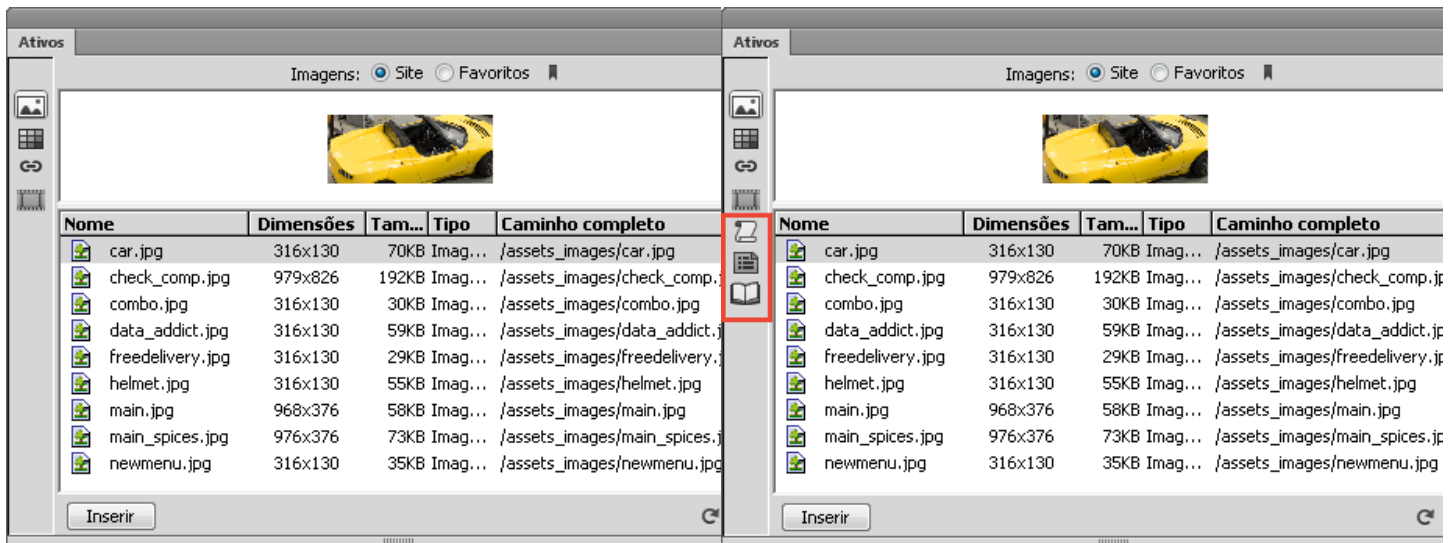 Ativos
Imagens: Site Favoritos
Nome Dimensões Tam... Tipo Caminho completo
car.jpg 316x130 70KB Imag... /assets_images/car.jpg
check_comp.jpg 979x826 192KB Imag... /assets_images/check_comp.j
combo.jpg 316x130 30KB Imag... /assets_images/combo.jpg
data_addict.jpg 316x130 59KB Imag... /assets_images/data_addict.j
freedelivery.jpg 316x130 29KB Imag... /assets_images/freedelivery.j
helmet.jpg 316x130 55KB Imag... /assets_images/helmet.jpg
main.jpg 968x376 58KB Imag... /assets_images/main.jpg
main_spices.jpg 976x376 73KB Imag... /assets_images/main_spices.j
newmenu.jpg 316x130 35KB Imag... /assets_images/newmenu.jpg
Inserir
Ativos
Imagens: Site Favoritos
Nome Dimensões Tam... Tipo Caminho completo
car.jpg 316x130 70KB Imag... /assets_images/car.jpg
check_comp.jpg 979x826 192KB Imag... /assets_images/check_comp.jp
combo.jpg 316x130 30KB Imag... /assets_images/combo.jpg
data_addict.jpg 316x130 59KB Imag... /assets_images/data_addict.jp
freedelivery.jpg 316x130 29KB Imag... /assets_images/freedelivery.jp
helmet.jpg 316x130 55KB Imag... /assets_images/helmet.jpg
main.jpg 968x376 58KB Imag... /assets_images/main.jpg
main_spices.jpg 976x376 73KB Imag... /assets_images/main_spices.jp
newmenu.jpg 316x130 35KB Imag... /assets_images/newmenu.jpg
Inserir